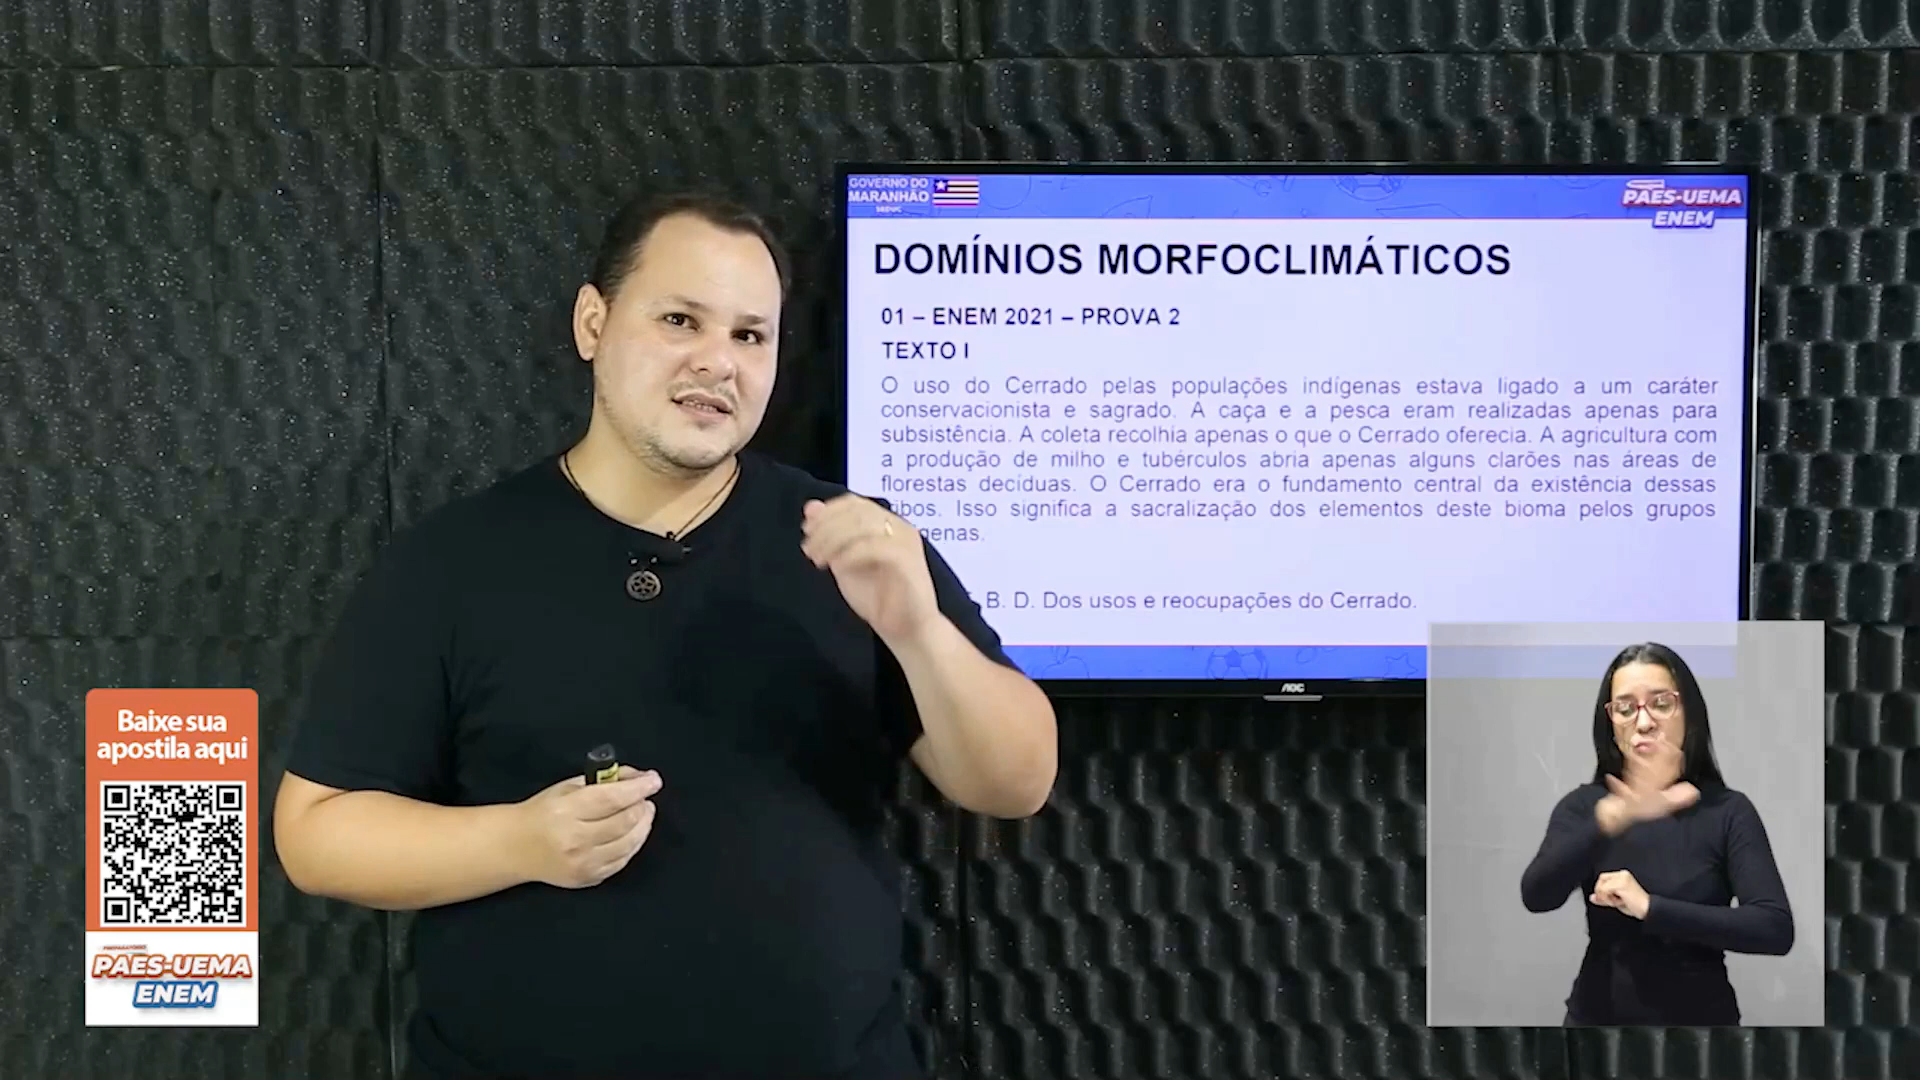 GOVERNO DO
MARANHÃO
SEDUC
PAES-UEMA
ENEM
DOMÍNIOS MORFOCLIMÁTICOS
01 – ENEM 2021 – PROVA 2
TEXTO I
O uso do Cerrado pelas populações indígenas estava ligado a um caráter
conservacionista e sagrado. A caça e a pesca eram realizadas apenas para
subsistência. A coleta recolhia apenas o que o Cerrado oferecia. A agricultura com
a produção de milho e tubérculos abria apenas alguns clarões nas áreas de
florestas decíduas. O Cerrado era o fundamento central da existência dessas
ibos. Isso significa a sacralização dos elementos deste bioma pelos grupos
genas.
B. D. Dos usos e reocupações do Cerrado.
AOC
Baixe sua
apostila aqui
PREPARATÓRIO
PAES-UEMA
ENEM